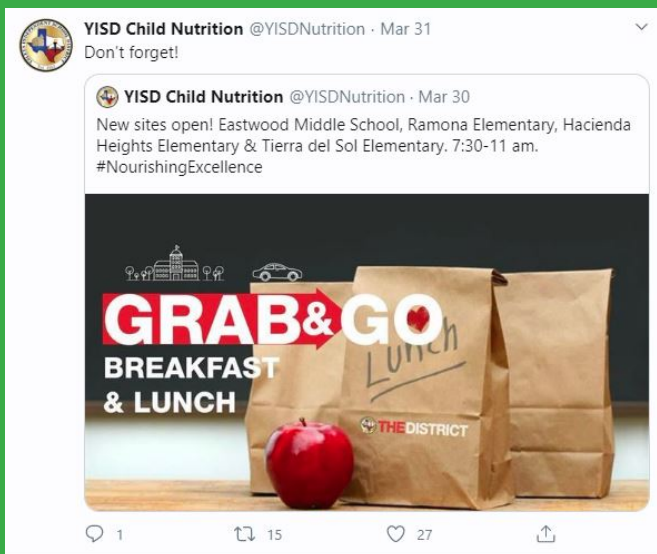 YISD Child Nutrition @YISDNutrition · Mar 31
Don't forget!
YISD Child Nutrition @YISDNutrition · Mar 30
New sites open! Eastwood Middle School, Ramona Elementary, Hacienda
Heights Elementary & Tierra del Sol Elementary. 7:30-11 am.
#NourishingExcellence
GRAB&GO
BREAKFAST
& LUNCH
Lunch
THEDISTRICT
1 15 27